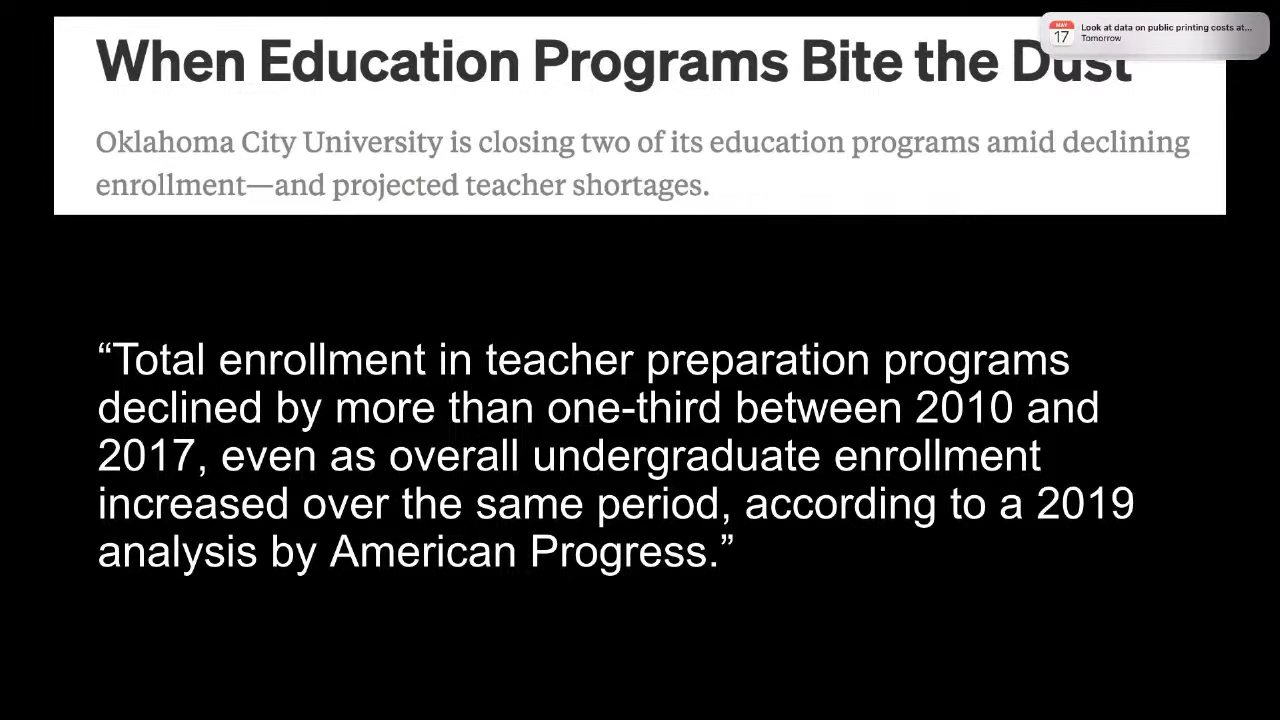 When Education Programs Bite the Dust
MAY
17
Look at data on public printing costs at...
Tomorrow
Oklahoma City University is closing two of its education programs amid declining
enrollment—and projected teacher shortages.
“Total enrollment in teacher preparation programs
declined by more than one-third between 2010 and
2017, even as overall undergraduate enrollment
increased over the same period, according to a 2019
analysis by American Progress.”